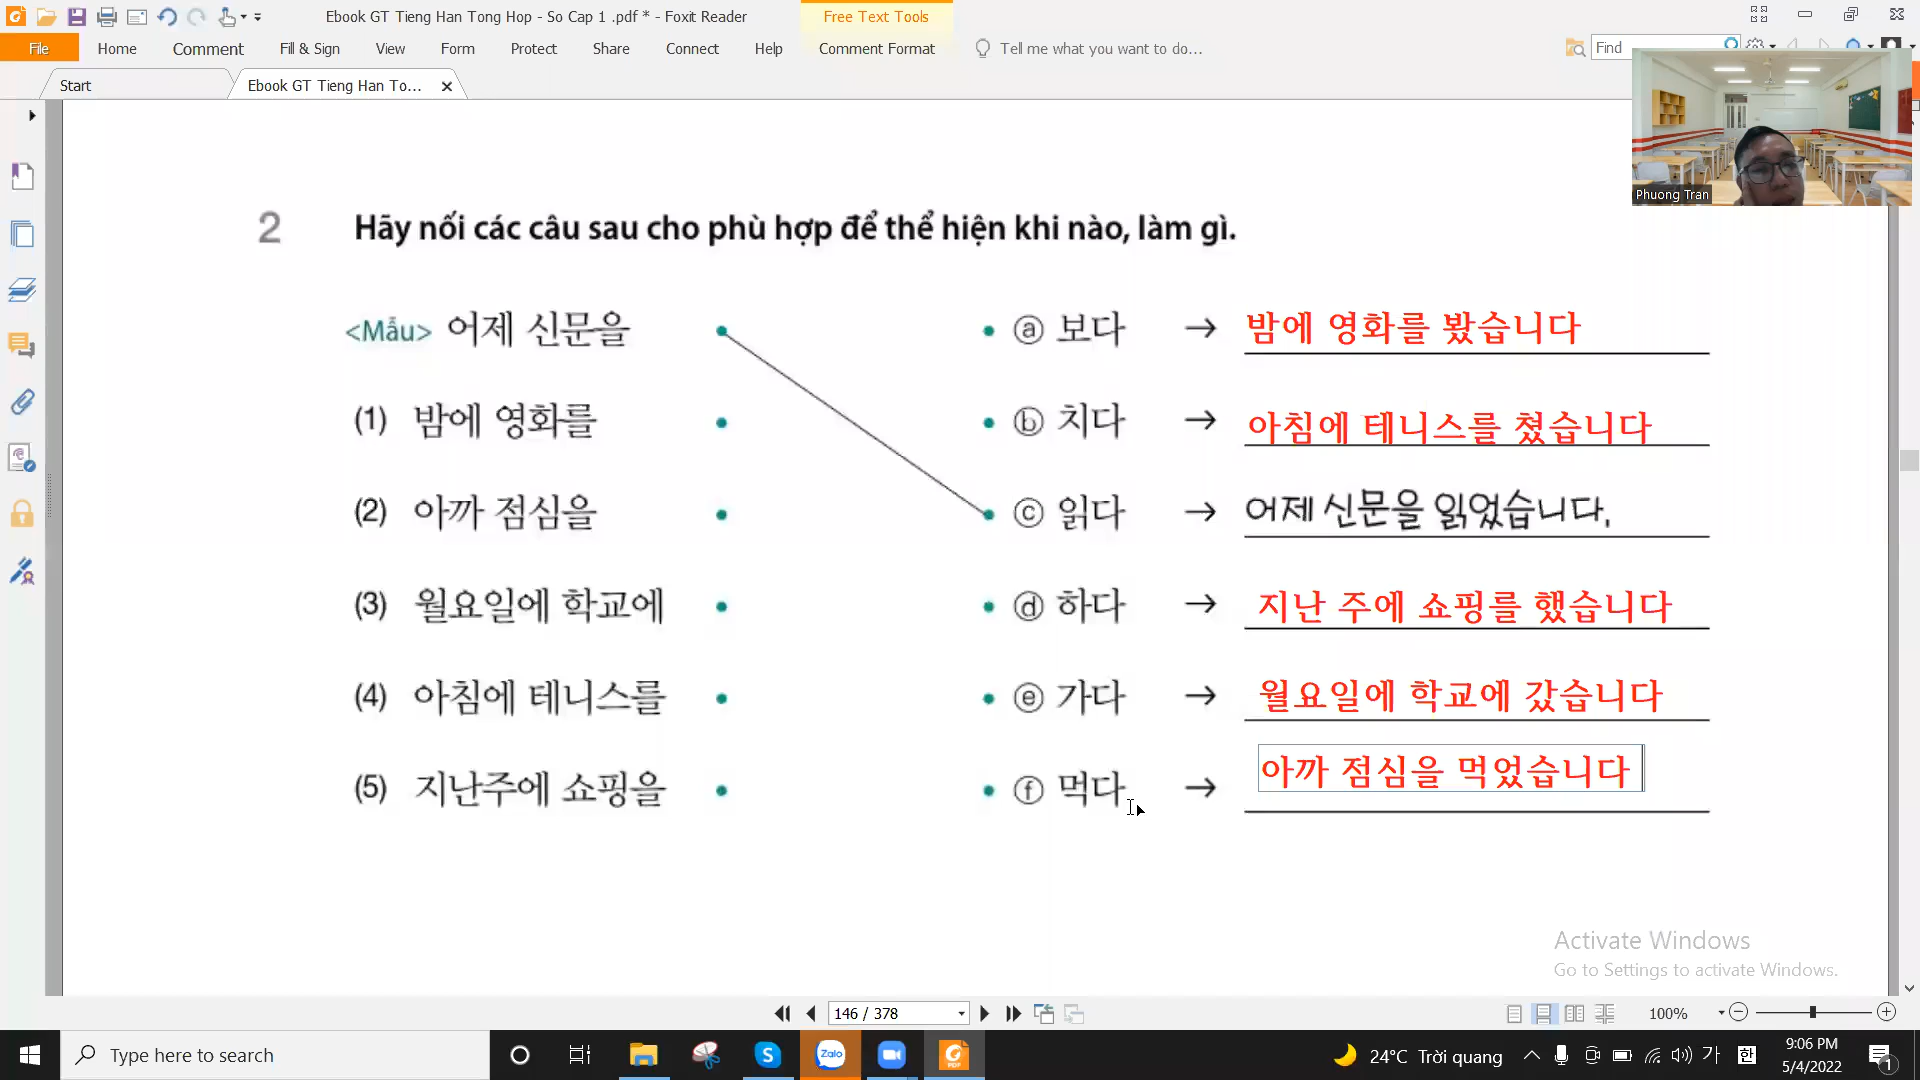 Ebook GT Tieng Han Tong Hop - So Cap 1 .pdf * - Foxit Reader
Free Text Tools
File Home Comment Fill & Sign View Form Protect Share Connect Help Comment Format Tell me what you want to do... Find
Start Ebook GT Tieng Han To...
Phuong Tran
2 Hãy nối các câu sau cho phù hợp để thể hiện khi nào, làm gì.
<Mẫu> 어제 신문을 • • ⓐ 보다 → 밤에 영화를 봤습니다
(1) 밤에 영화를 • • ⓑ 치다 → 아침에 테니스를 쳤습니다
(2) 아까 점심을 • • ⓒ 읽다 → 어제 신문을 읽었습니다.
(3) 월요일에 학교에 • • ⓓ 하다 → 지난 주에 쇼핑를 했습니다
(4) 아침에 테니스를 • • ⓔ 가다 → 월요일에 학교에 갔습니다
(5) 지난주에 쇼핑을 • • ⓕ 먹다 → 아까 점심을 먹었습니다
Activate Windows
Go to Settings to activate Windows.
146 / 378
100%
Type here to search
Zalo
PDF
24°C Trời quang
가
한
9:06 PM
5/4/2022
1